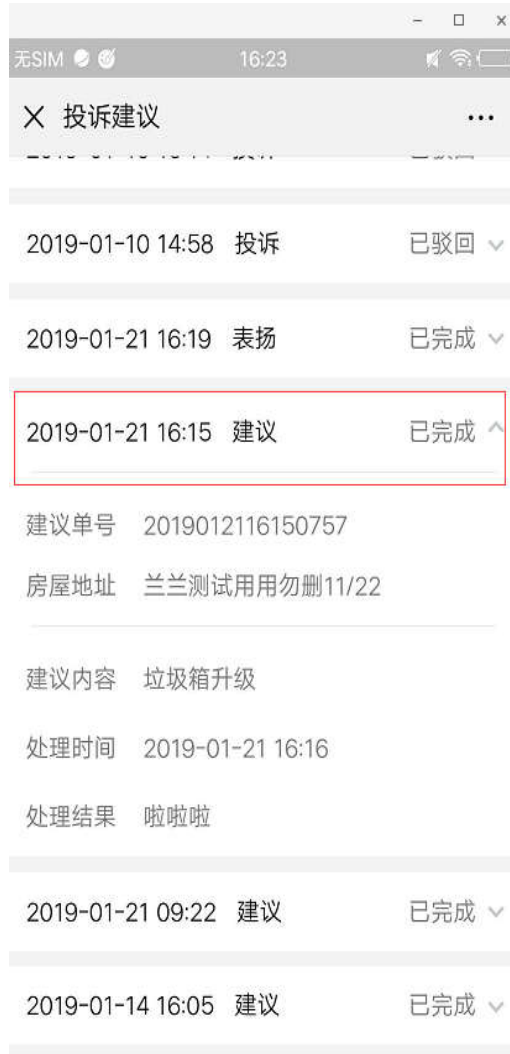 无SIM 16:23
投诉建议
2019-01-10 14:58 投诉 已驳回
2019-01-21 16:19 表扬 已完成
2019-01-21 16:15 建议 已完成
建议单号 2019012116150757
房屋地址 兰兰测试用用勿删11/22
建议内容 垃圾箱升级
处理时间 2019-01-21 16:16
处理结果 啦啦啦
2019-01-21 09:22 建议 已完成
2019-01-14 16:05 建议 已完成